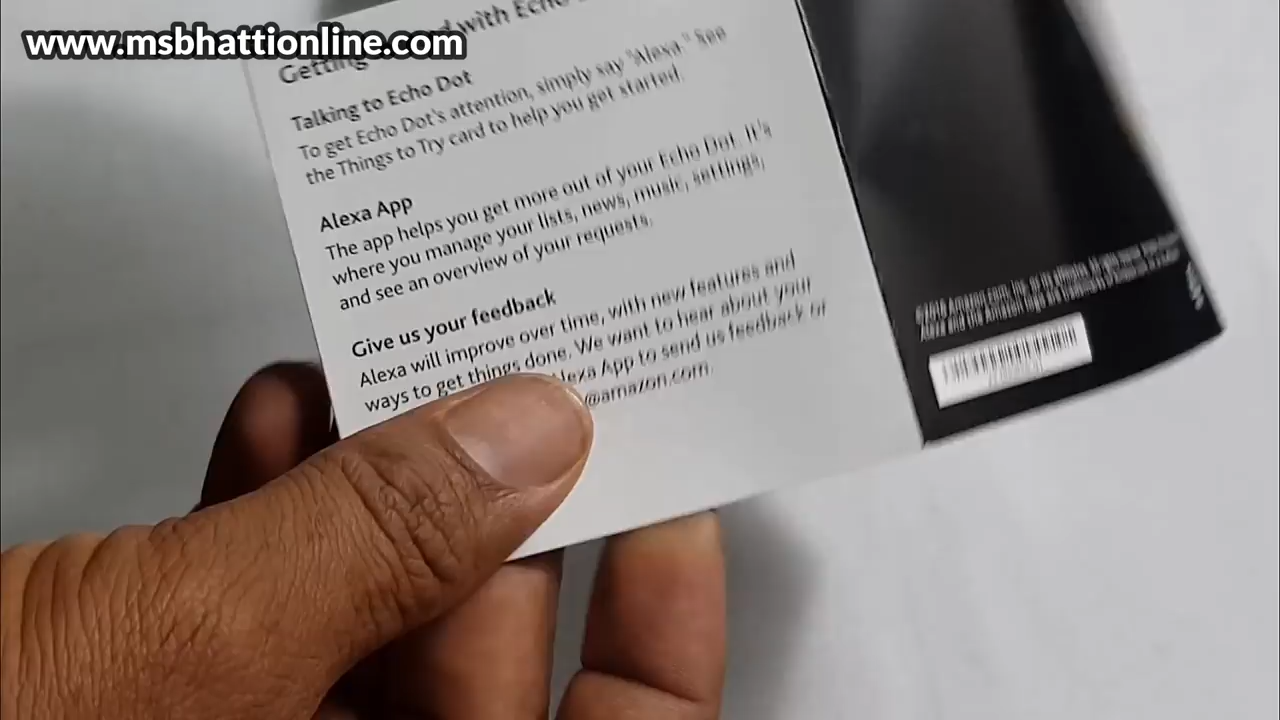 www.msbhattionline.com
Getting with Echo
Talking to Echo Dot
To get Echo Dot's attention, simply say "Alexa." See
the Things to Try card to help you get started.
Alexa App
The app helps you get more out of your Echo Dot. It's
where you manage your lists, news, music, settings,
and see an overview of your requests.
Give us your feedback
Alexa will improve over time, with new features and
ways to get things done. We want to hear about your
Alexa App to send us feedback or
@amazon.com.